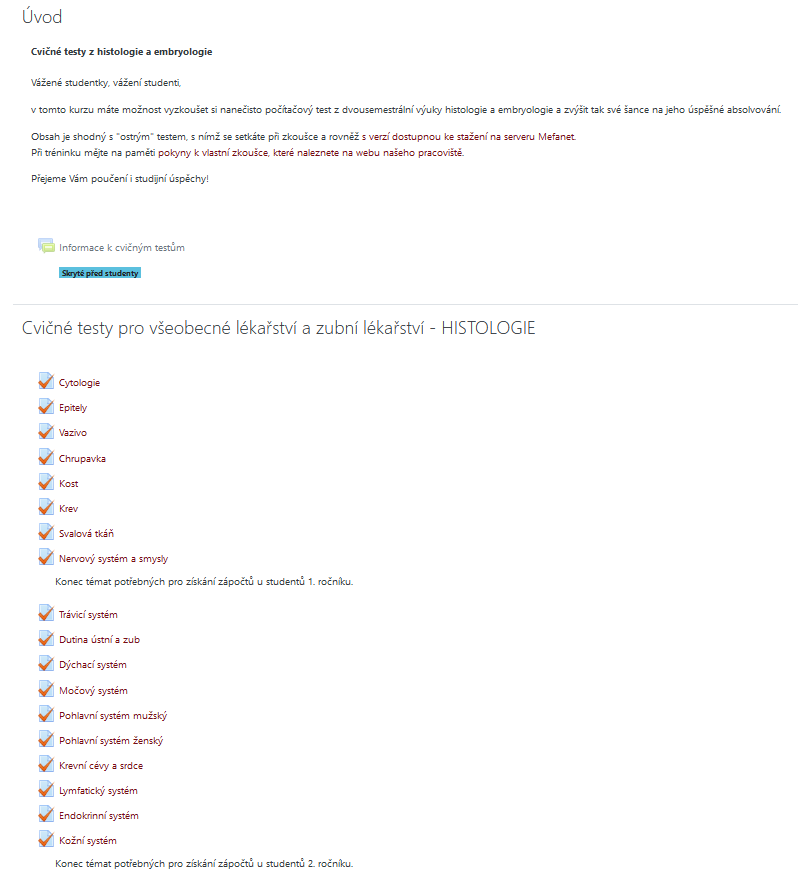 Úvod
Cvičné testy z histologie a embryologie
Vážené studentky, vážení studenti,
v tomto kurzu máte možnost vyzkoušet si nanečisto počítačový test z dvousemestrální výuky histologie a embryologie a zvýšit tak své šance na jeho úspěšné absolvování.
Obsah je shodný s "ostrým" testem, s nímž se setkáte při zkoušce a rovněž s verzí dostupnou ke stažení na serveru Mefanet.
Při tréninku mějte na paměti pokyny k vlastní zkoušce, které naleznete na webu našeho pracoviště.
Přejeme Vám poučení i studijní úspěchy!
Informace k cvičným testům
Skryté před studenty
Cvičné testy pro všeobecné lékařství a zubní lékařství - HISTOLOGIE
Cytologie
Epitely
Vazivo
Chrupavka
Kost
Krev
Svalová tkáň
Nervový systém a smysly
Konec témat potřebných pro získání zápočtů u studentů 1. ročníku.
Trávicí systém
Dutina ústní a zub
Dýchací systém
Močový systém
Pohlavní systém mužský
Pohlavní systém ženský
Krevní cévy a srdce
Lymfatický systém
Endokrinní systém
Kožní systém
Konec témat potřebných pro získání zápočtů u studentů 2. ročníku.